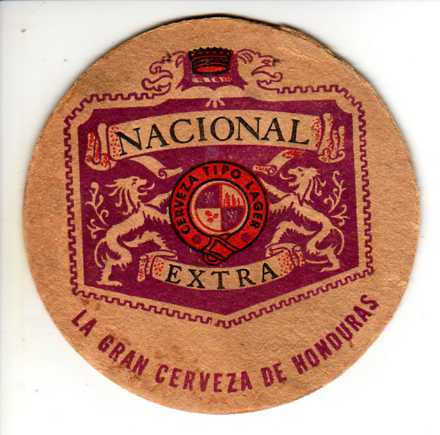 NACIONAL
CERVEZA TIPO LAGER
EXTRA
LA GRAN CERVEZA DE HONDURAS